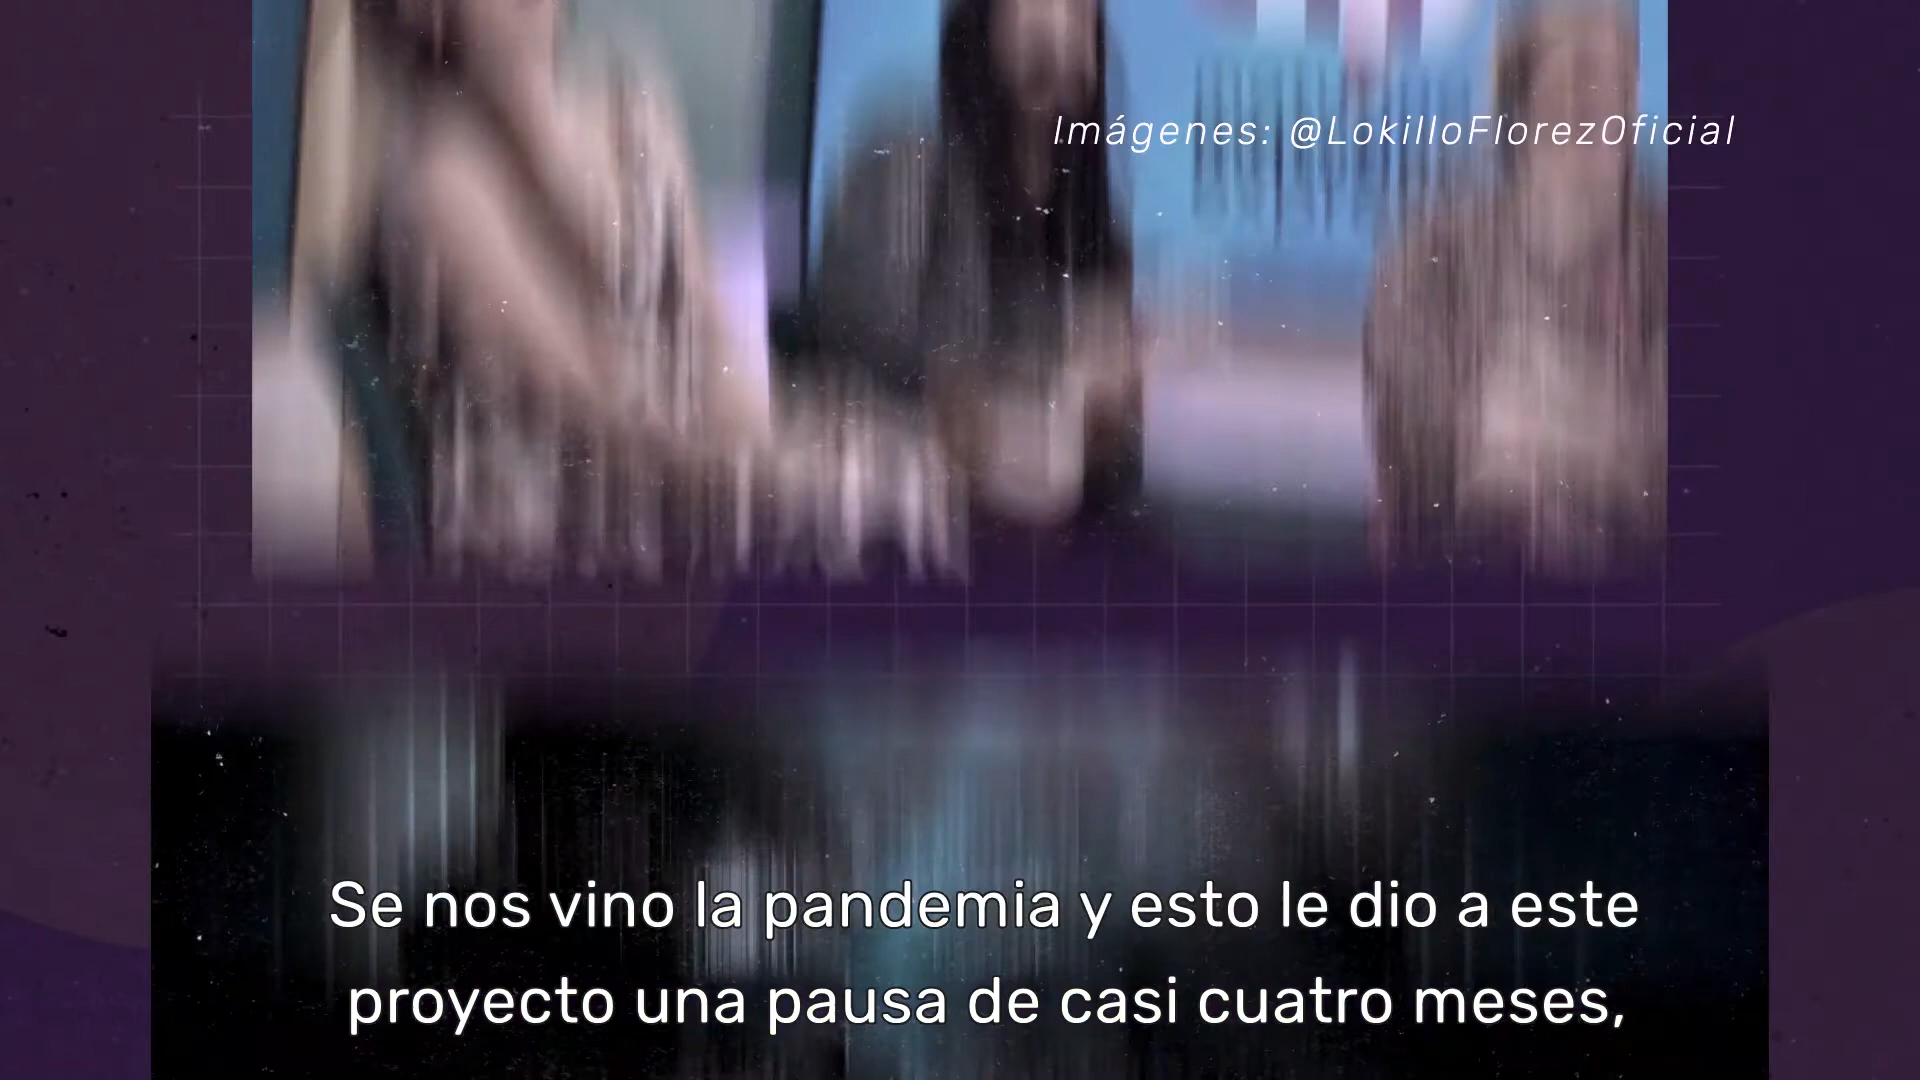 Imágenes: @LokilloFlorezOficial
Se nos vino la pandemia y esto le dio a este
proyecto una pausa de casi cuatro meses,